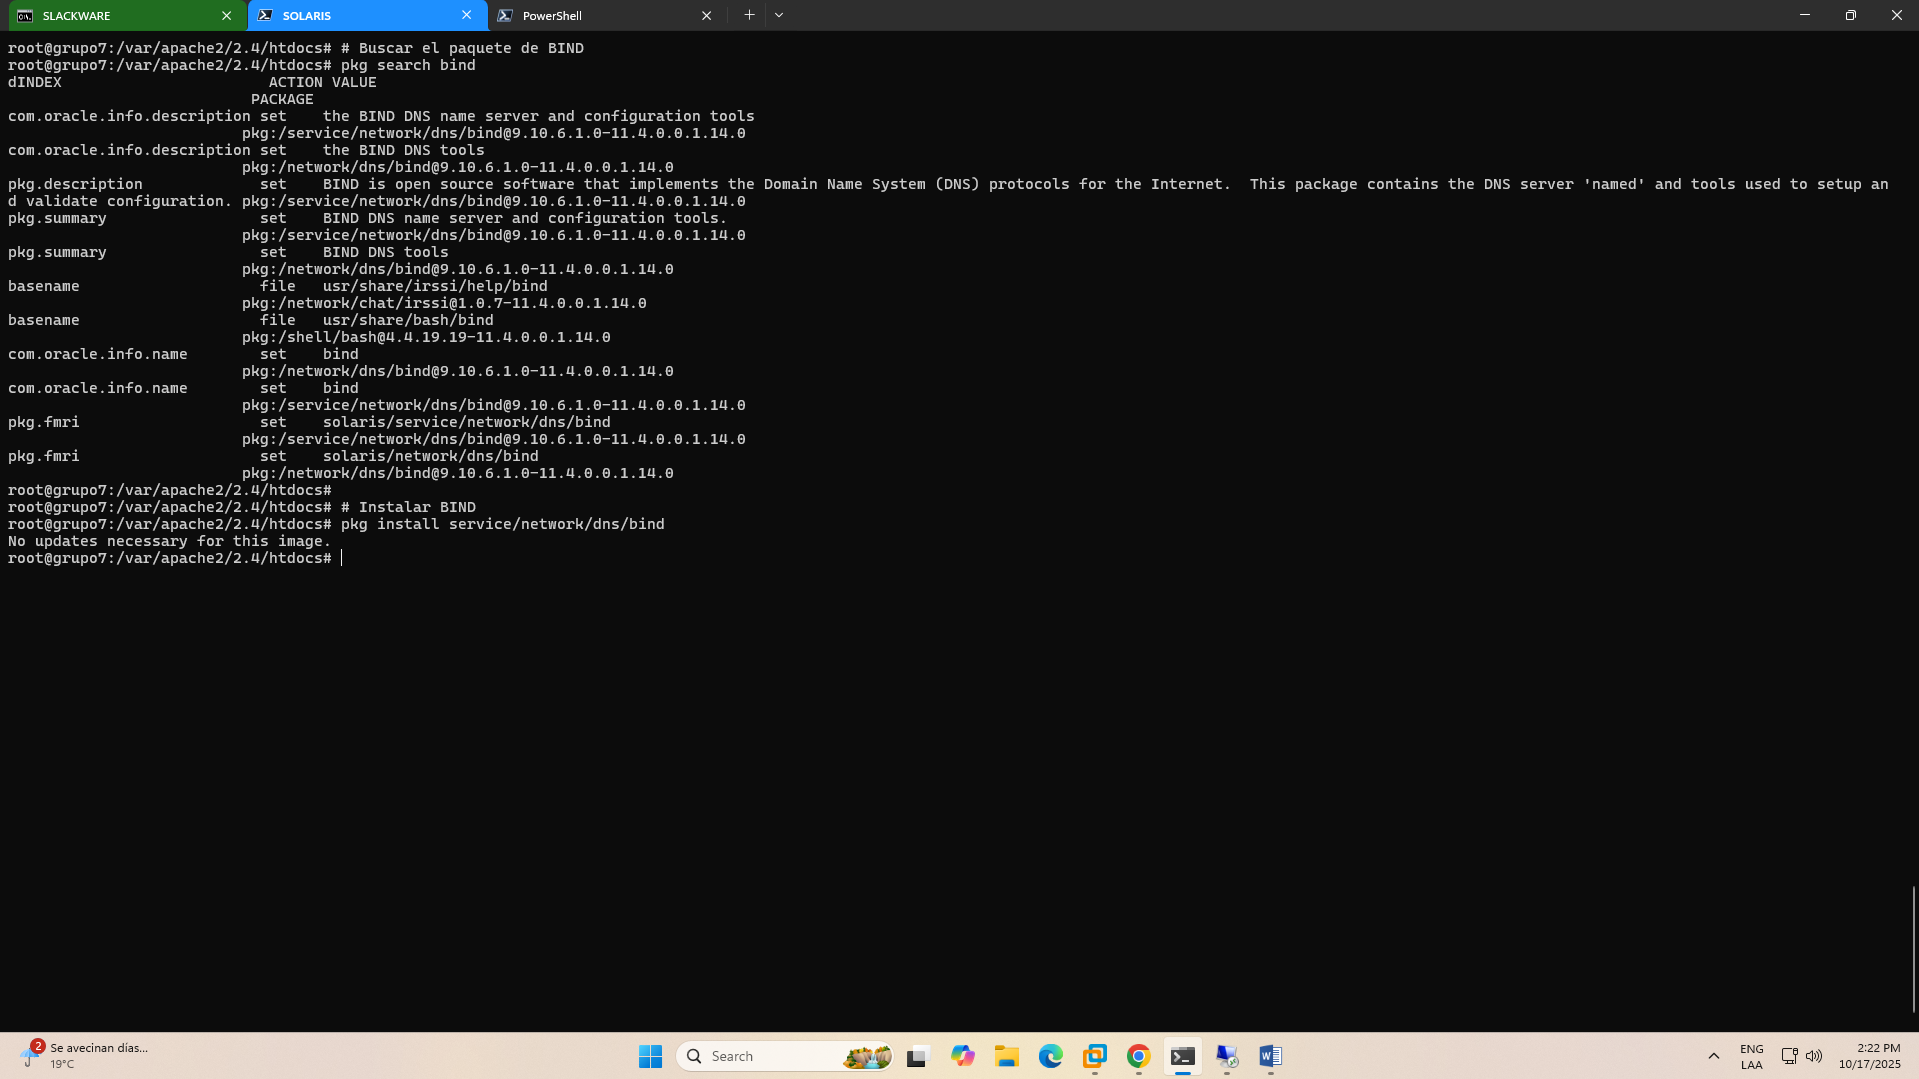 SLACKWARE
SOLARIS
PowerShell
root@grupo7:/var/apache2/2.4/htdocs# # Buscar el paquete de BIND
root@grupo7:/var/apache2/2.4/htdocs# pkg search bind
dINDEX                       ACTION VALUE
                           PACKAGE
com.oracle.info.description set    the BIND DNS name server and configuration tools
                          pkg:/service/network/dns/bind@9.10.6.1.0-11.4.0.0.1.14.0
com.oracle.info.description set    the BIND DNS tools
                          pkg:/network/dns/bind@9.10.6.1.0-11.4.0.0.1.14.0
pkg.description             set    BIND is open source software that implements the Domain Name System (DNS) protocols for the Internet.  This package contains the DNS server 'named' and tools used to setup an
d validate configuration. pkg:/service/network/dns/bind@9.10.6.1.0-11.4.0.0.1.14.0
pkg.summary                 set    BIND DNS name server and configuration tools.
                          pkg:/service/network/dns/bind@9.10.6.1.0-11.4.0.0.1.14.0
pkg.summary                 set    BIND DNS tools
                          pkg:/network/dns/bind@9.10.6.1.0-11.4.0.0.1.14.0
basename                    file   usr/share/irssi/help/bind
                          pkg:/network/chat/irssi@1.0.7-11.4.0.0.1.14.0
basename                    file   usr/share/bash/bind
                          pkg:/shell/bash@4.4.19.19-11.4.0.0.1.14.0
com.oracle.info.name        set    bind
                          pkg:/network/dns/bind@9.10.6.1.0-11.4.0.0.1.14.0
com.oracle.info.name        set    bind
                          pkg:/service/network/dns/bind@9.10.6.1.0-11.4.0.0.1.14.0
pkg.fmri                    set    solaris/service/network/dns/bind
                          pkg:/service/network/dns/bind@9.10.6.1.0-11.4.0.0.1.14.0
pkg.fmri                    set    solaris/network/dns/bind
                          pkg:/network/dns/bind@9.10.6.1.0-11.4.0.0.1.14.0
root@grupo7:/var/apache2/2.4/htdocs#
root@grupo7:/var/apache2/2.4/htdocs# # Instalar BIND
root@grupo7:/var/apache2/2.4/htdocs# pkg install service/network/dns/bind
No updates necessary for this image.
root@grupo7:/var/apache2/2.4/htdocs#
2
Se avecinan días...
19°C
Search
ENG
LAA
2:22 PM
10/17/2025